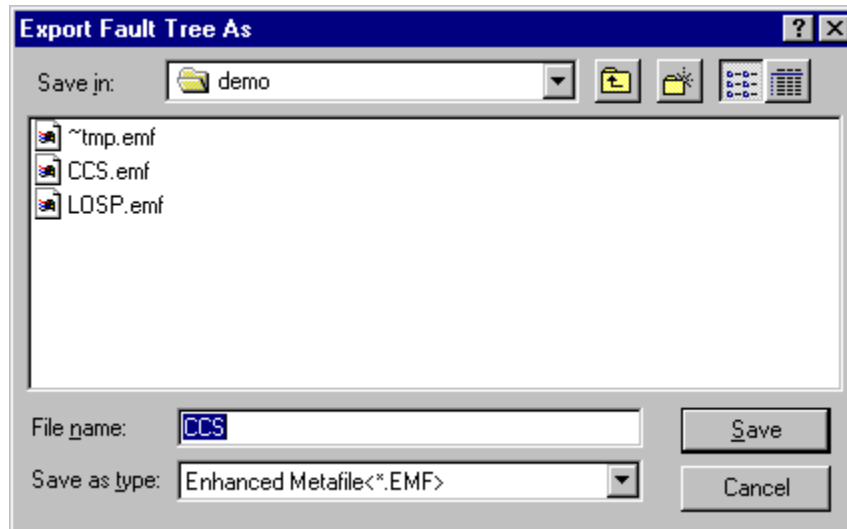 Export Fault Tree As
Save in: demo
~tmp.emf
CCS.emf
LOSP.emf
File name: CCS Save
Save as type: Enhanced Metafile<*.EMF> Cancel